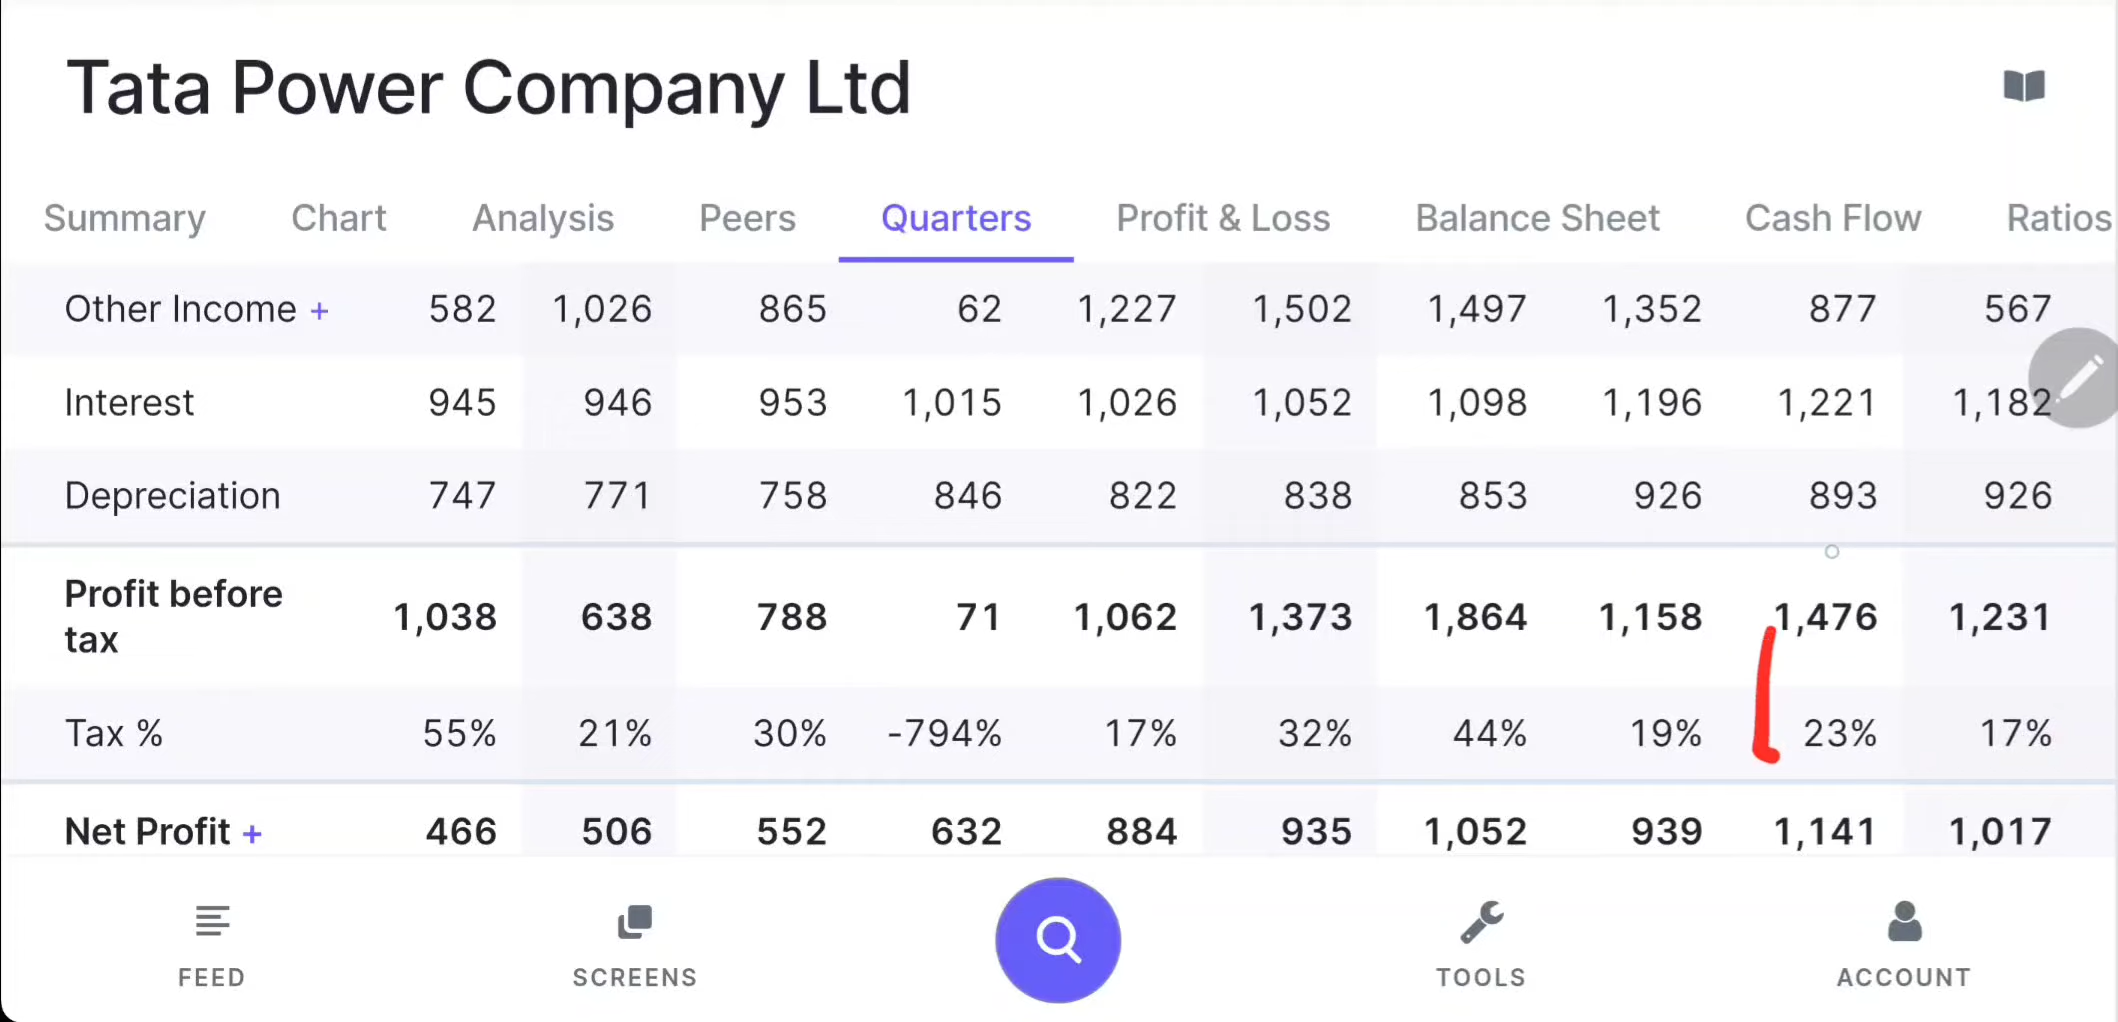 Tata Power Company Ltd
Summary Chart Analysis Peers Quarters Profit & Loss Balance Sheet Cash Flow Ratios
Other Income + 582 1,026 865 62 1,227 1,502 1,497 1,352 877 567
Interest 945 946 953 1,015 1,026 1,052 1,098 1,196 1,221 1,182
Depreciation 747 771 758 846 822 838 853 926 893 926
Profit before
tax 1,038 638 788 71 1,062 1,373 1,864 1,158 1,476 1,231
Tax % 55% 21% 30% -794% 17% 32% 44% 19% 23% 17%
Net Profit + 466 506 552 632 884 935 1,052 939 1,141 1,017
FEED SCREENS TOOLS ACCOUNT